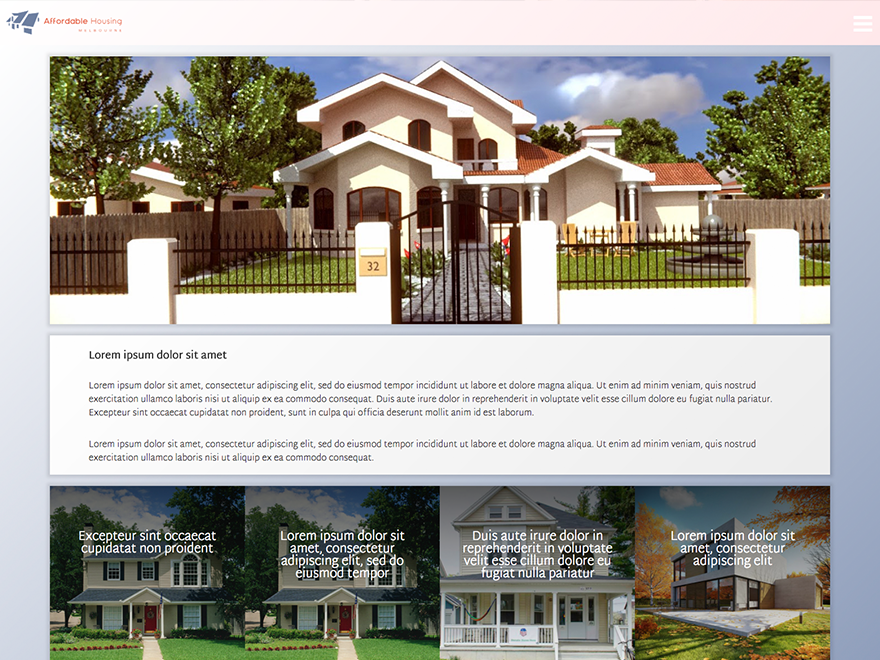 Affordable Housing
MELBOURNE
32
Lorem ipsum dolor sit amet
Lorem ipsum dolor sit amet, consectetur adipiscing elit, sed do eiusmod tempor incididunt ut labore et dolore magna aliqua. Ut enim ad minim veniam, quis nostrud
exercitation ullamco laboris nisi ut aliquip ex ea commodo consequat. Duis aute irure dolor in reprehenderit in voluptate velit esse cillum dolore eu fugiat nulla pariatur.
Excepteur sint occaecat cupidatat non proident, sunt in culpa qui officia deserunt mollit anim id est laborum.
Lorem ipsum dolor sit amet, consectetur adipiscing elit, sed do eiusmod tempor incididunt ut labore et dolore magna aliqua. Ut enim ad minim veniam, quis nostrud
exercitation ullamco laboris nisi ut aliquip ex ea commodo consequat.
Excepteur sint occaecat
cupidatat non proident
Lorem ipsum dolor sit
amet, consectetur
adipiscing elit, sed do
eiusmod tempor
Duis aute irure dolor in
reprehenderit in voluptate
velit esse cillum dolore eu
fugiat nulla pariatur
Lorem ipsum dolor sit
amet, consectetur
adipiscing elit